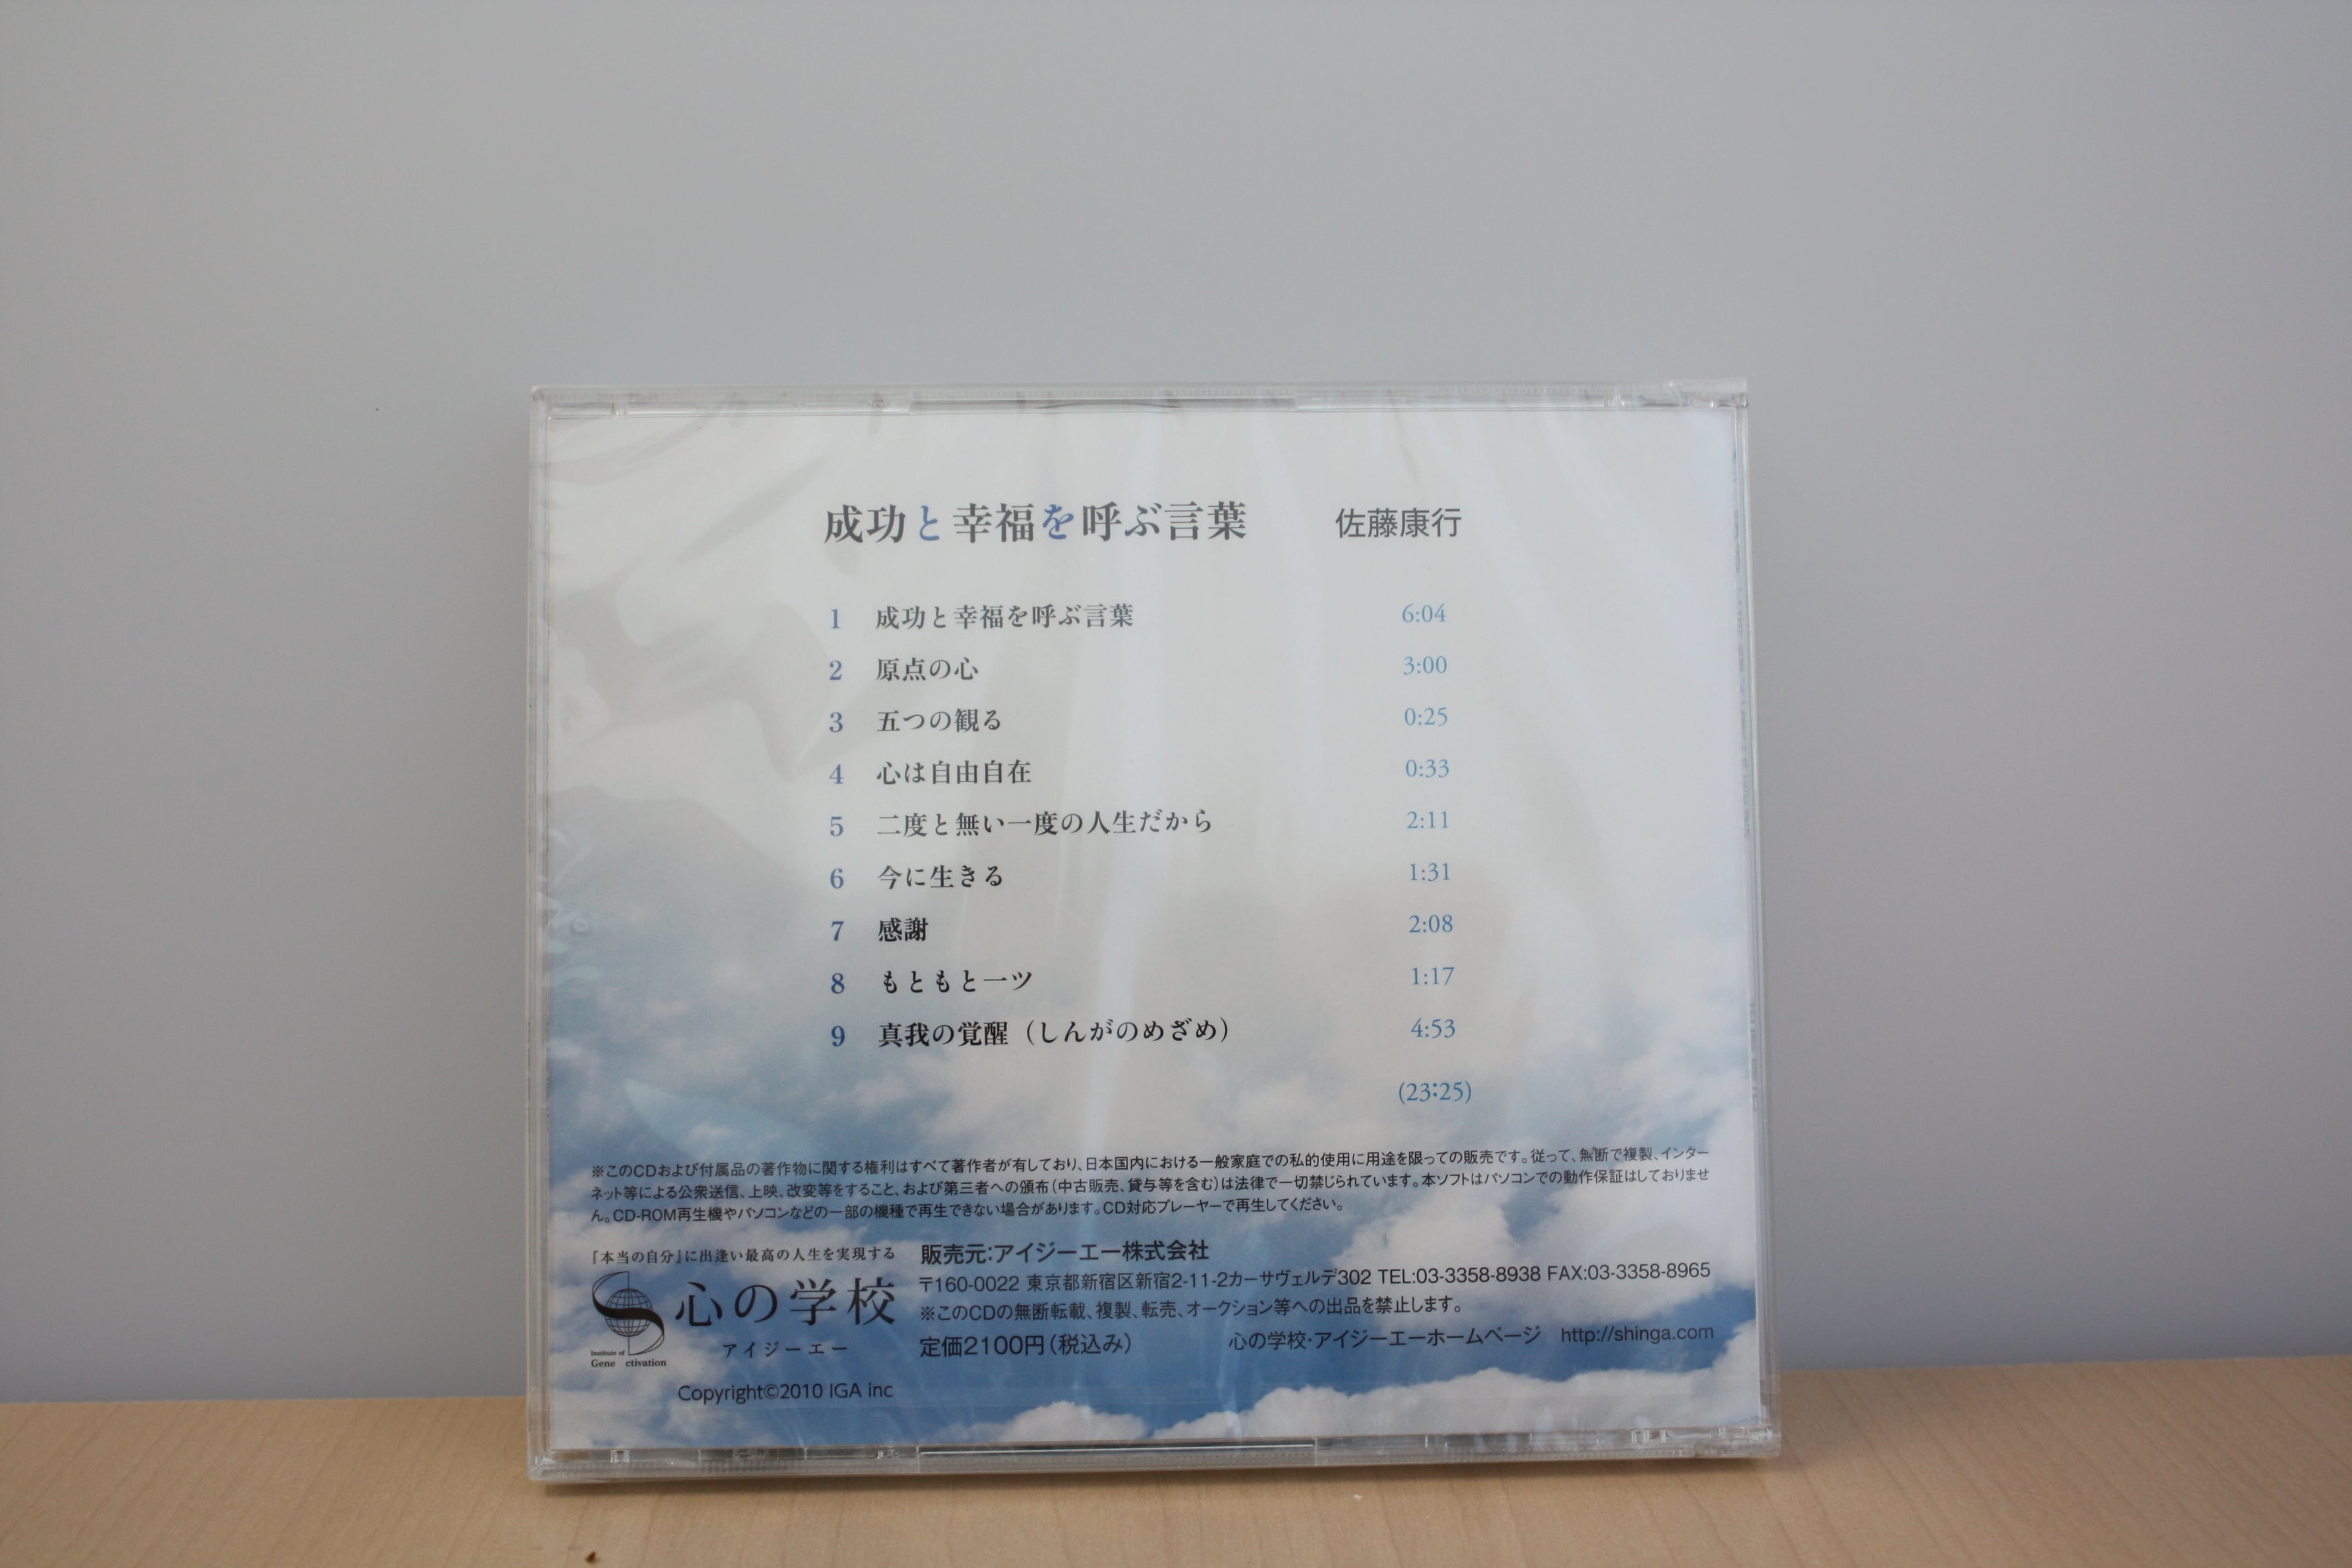 成功と幸福を呼ぶ言葉 佐藤康行
1 成功と幸福を呼ぶ言葉 6:04
2 原点の心 3:00
3 五つの観る 0:25
4 心は自由自在 0:33
5 二度と無い一度の人生だから 2:11
6 今に生きる 1:31
7 感謝 2:08
8 もともと一ツ 1:17
9 真我の覚醒（しんがのめざめ） 4:53
(23:25)
※このCDおよび付属品の著作物に関する権利はすべて著作者が有しており、日本国内における一般家庭での私的使用に用途を限っての販売です。従って、無断で複製、インター
ネット等による公衆送信、上映、改変等をすること、および第三者への頒布（中古販売、貸与等を含む）は法律で一切禁じられています。本ソフトはパソコンでの動作保証はしておりませ
ん。CD-ROM再生機やパソコンなどの一部の機種で再生できない場合があります。CD対応プレーヤーで再生してください。
『本当の自分』に出逢い最高の人生を実現する
心の学校
アイジーエー
Institute of
Gene ctivation
Copyright©2010 IGA inc
販売元:アイジーエー株式会社
〒160-0022 東京都新宿区新宿2-11-2カーサヴェルデ302 TEL:03-3358-8938 FAX:03-3358-8965
※このCDの無断転載、複製、転売、オークション等への出品を禁止します。
定価2100円（税込み） 心の学校・アイジーエーホームページ http://shinga.com